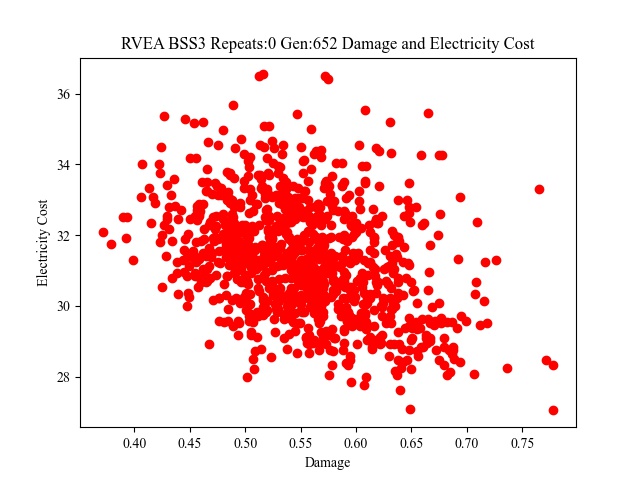 RVEA BSS3 Repeats:0 Gen:652 Damage and Electricity Cost
36
34
32
30
28
Electricity Cost
0.40 0.45 0.50 0.55 0.60 0.65 0.70 0.75
Damage